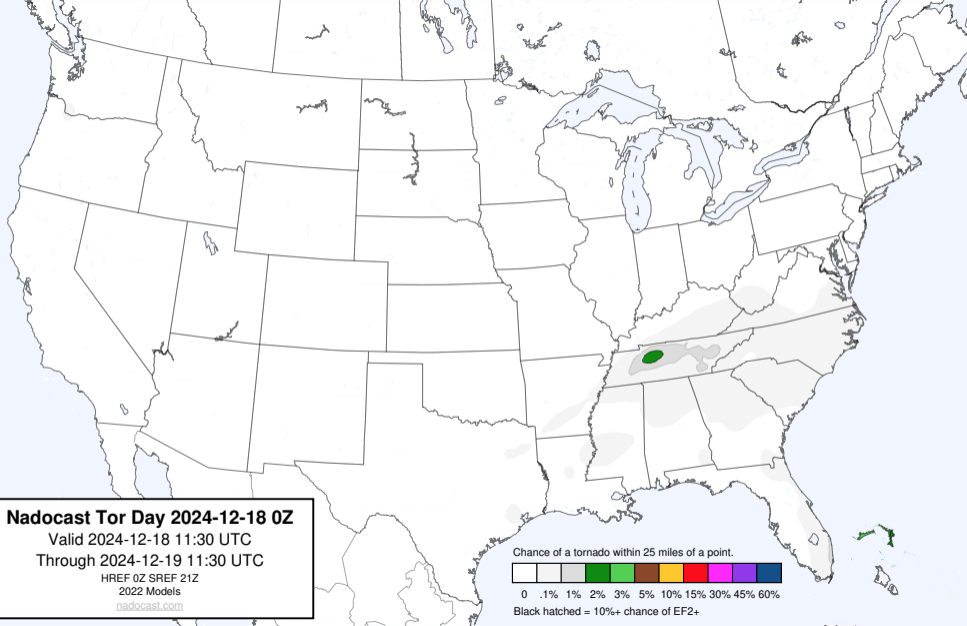 Nadocast Tor Day 2024-12-18 0Z
Valid 2024-12-18 11:30 UTC
Through 2024-12-19 11:30 UTC
HREF 0Z SREF 21Z
2022 Models
nadocast.com
Chance of a tornado within 25 miles of a point.
0 .1% 1% 2% 3% 5% 10% 15% 30% 45% 60%
Black hatched = 10%+ chance of EF2+